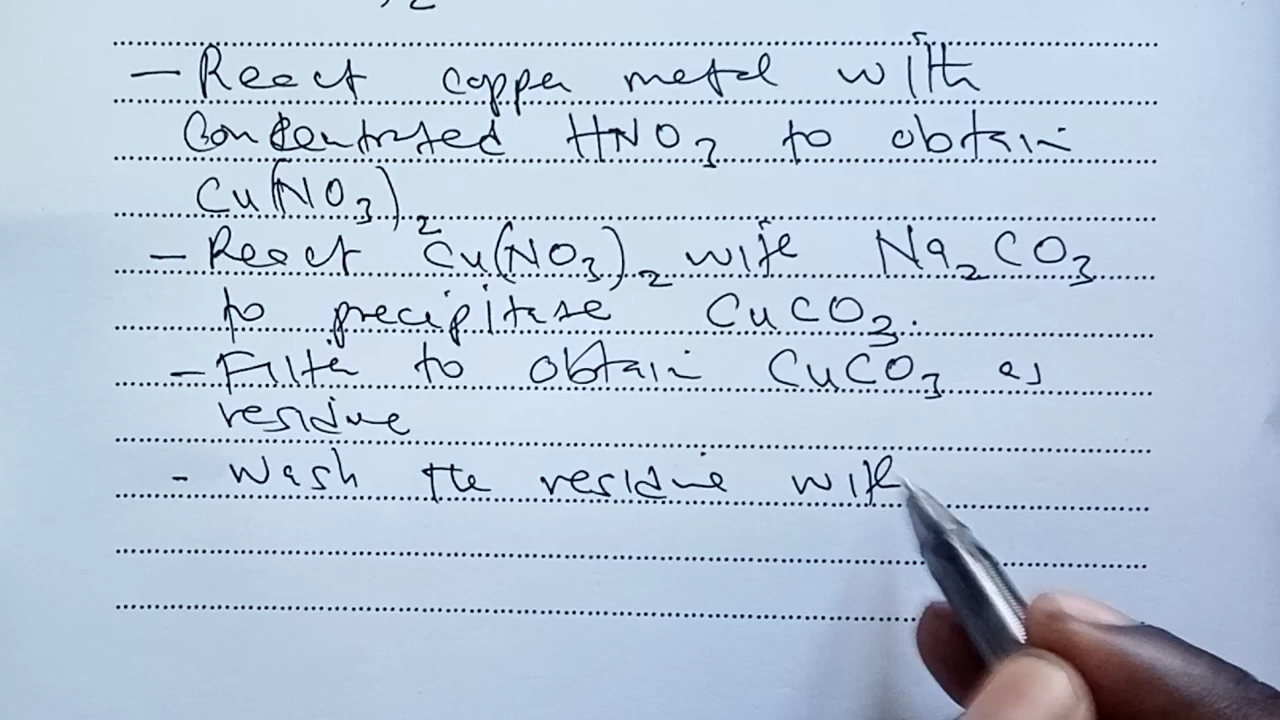 2
- React copper metal with
Concentrated HNO3 to obtain
Cu(NO3)2
- React Cu(NO3)2 with Na2CO3
to precipitate CuCO3.
- Filter to obtain CuCO3 as
residue
- Wash the residue with